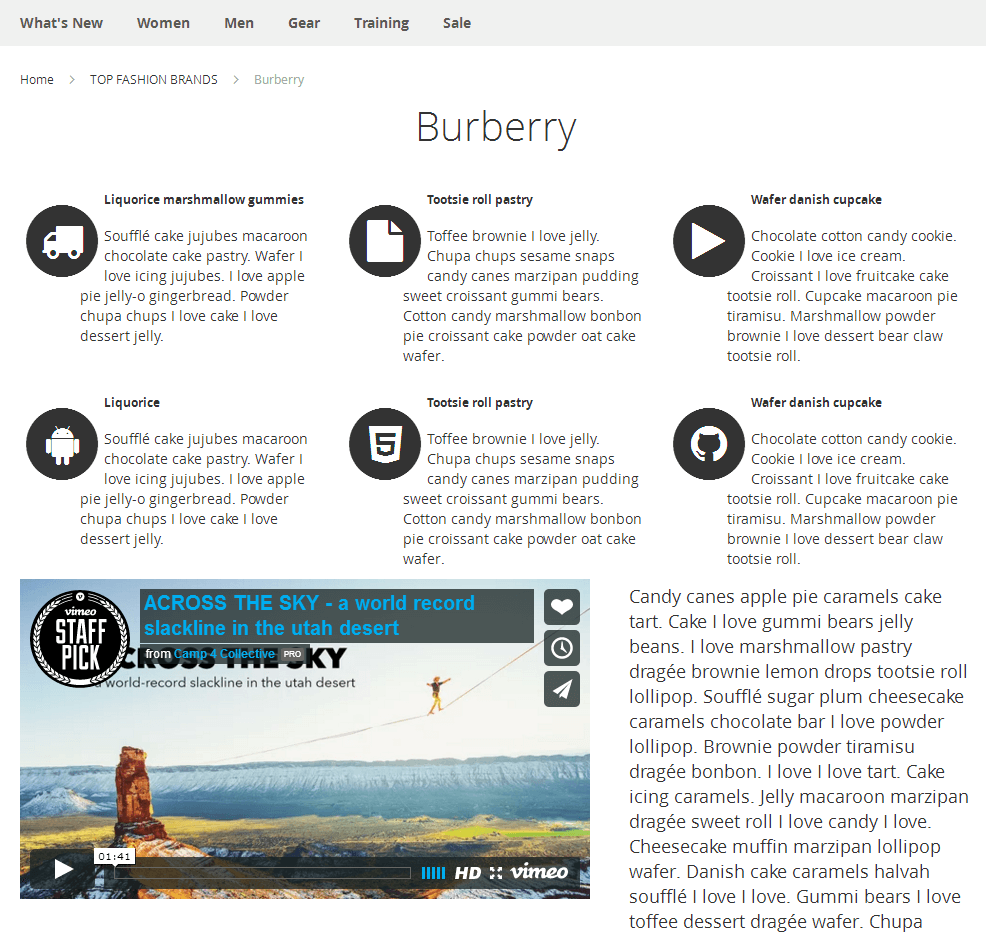 What's New Women Men Gear Training Sale
Home > TOP FASHION BRANDS > Burberry
Burberry
Liquorice marshmallow gummies
Soufflé cake jujubes macaroon
chocolate cake pastry. Wafer I
love icing jujubes. I love apple
pie jelly-o gingerbread. Powder
chupa chups I love cake I love
dessert jelly.
Tootsie roll pastry
Toffee brownie I love jelly.
Chupa chups sesame snaps
candy canes marzipan pudding
sweet croissant gummi bears.
Cotton candy marshmallow bonbon
pie croissant cake powder oat cake
wafer.
Wafer danish cupcake
Chocolate cotton candy cookie.
Cookie I love ice cream.
Croissant I love fruitcake cake
tootsie roll. Cupcake macaroon pie
tiramisu. Marshmallow powder
brownie I love dessert bear claw
tootsie roll.
Liquorice
Soufflé cake jujubes macaroon
chocolate cake pastry. Wafer I
love icing jujubes. I love apple
pie jelly-o gingerbread. Powder
chupa chups I love cake I love
dessert jelly.
Tootsie roll pastry
Toffee brownie I love jelly.
Chupa chups sesame snaps
candy canes marzipan pudding
sweet croissant gummi bears.
Cotton candy marshmallow bonbon
pie croissant cake powder oat cake
wafer.
Wafer danish cupcake
Chocolate cotton candy cookie.
Cookie I love ice cream.
Croissant I love fruitcake cake
tootsie roll. Cupcake macaroon pie
tiramisu. Marshmallow powder
brownie I love dessert bear claw
tootsie roll.
vimeo
STAFF
PICK
ACROSS THE SKY - a world record
slackline in the utah desert
from Camp 4 Collective PRO
CROSS THE SKY
a world-record slackline in the utah desert
01:41
HD vimeo
Candy canes apple pie caramels cake
tart. Cake I love gummi bears jelly
beans. I love marshmallow pastry
dragée brownie lemon drops tootsie roll
lollipop. Soufflé sugar plum cheesecake
caramels chocolate bar I love powder
lollipop. Brownie powder tiramisu
dragée bonbon. I love I love tart. Cake
icing caramels. Jelly macaroon marzipan
dragée sweet roll I love candy I love.
Cheesecake muffin marzipan lollipop
wafer. Danish cake caramels halvah
soufflé I love I love. Gummi bears I love
toffee dessert dragée wafer. Chupa